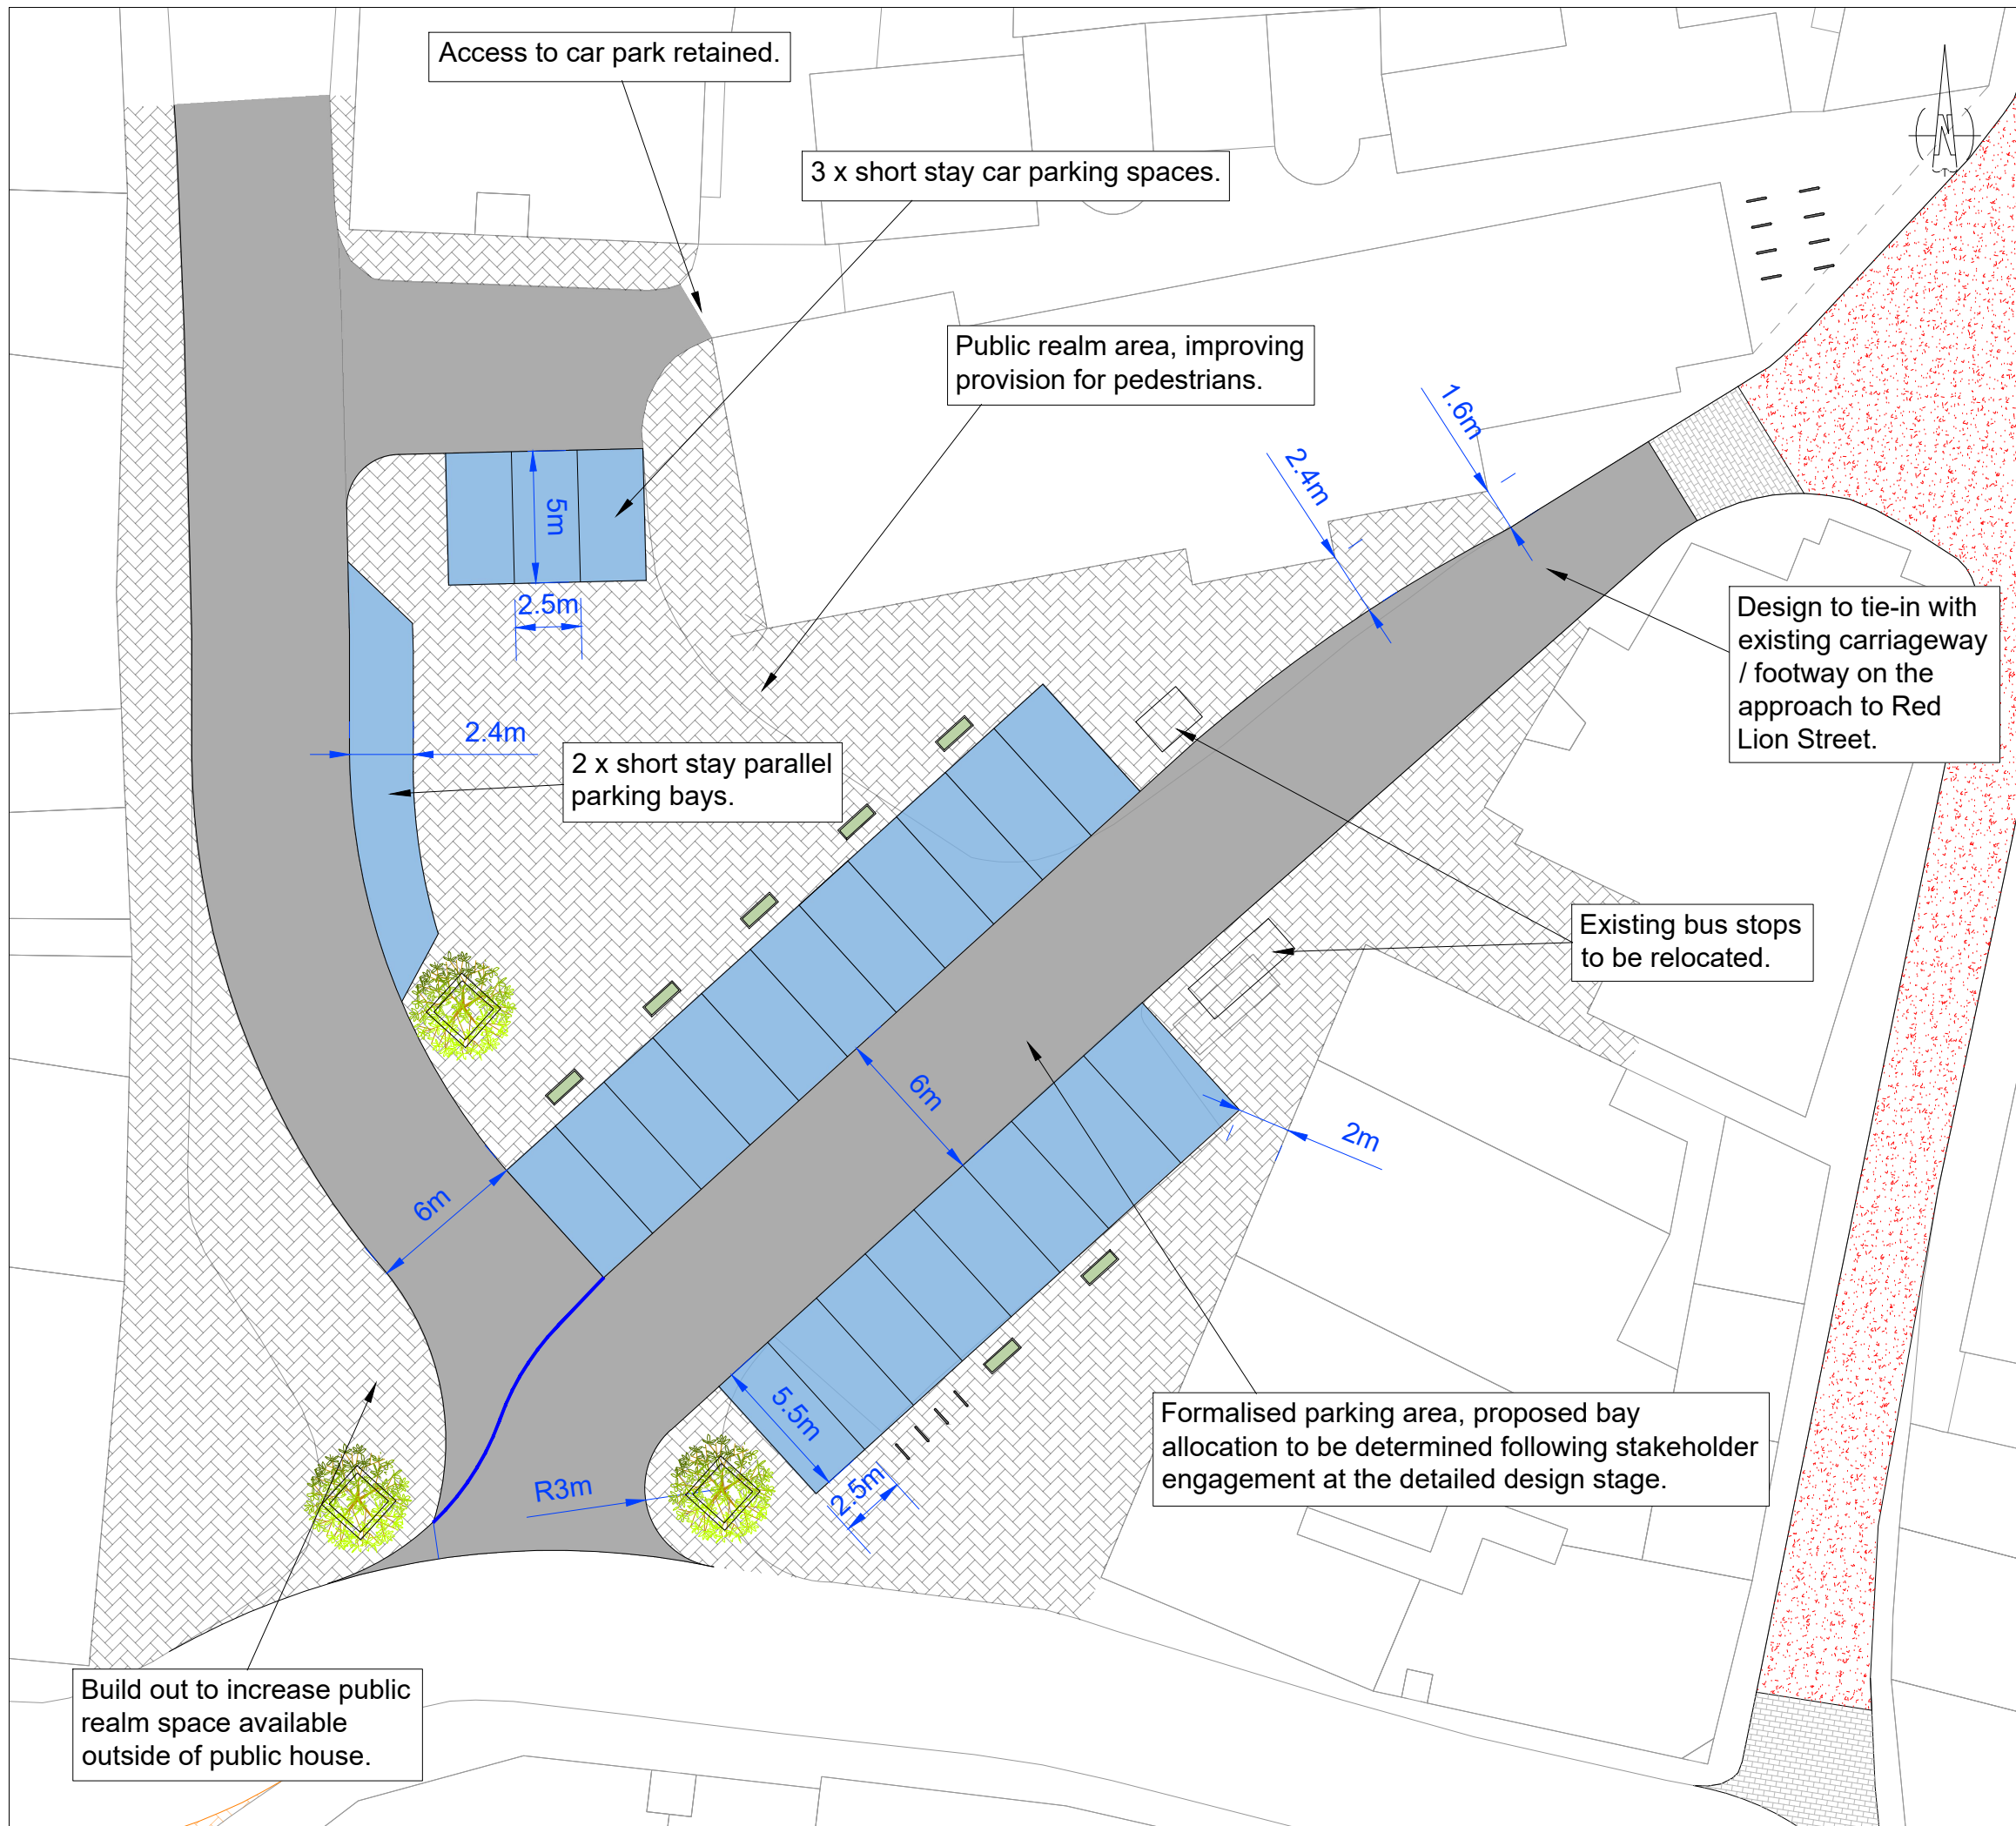 Access to car park retained.
3 x short stay car parking spaces.
N
Public realm area, improving
provision for pedestrians.
1.6m
2.4m
5m
2.5m
Design to tie-in with
existing carriageway
/ footway on the
approach to Red
Lion Street.
2.4m
2 x short stay parallel
parking bays.
Existing bus stops
to be relocated.
6m
2m
6m
Formalised parking area, proposed bay
allocation to be determined following stakeholder
engagement at the detailed design stage.
5.5m
2.5m
R3m
Build out to increase public
realm space available
outside of public house.